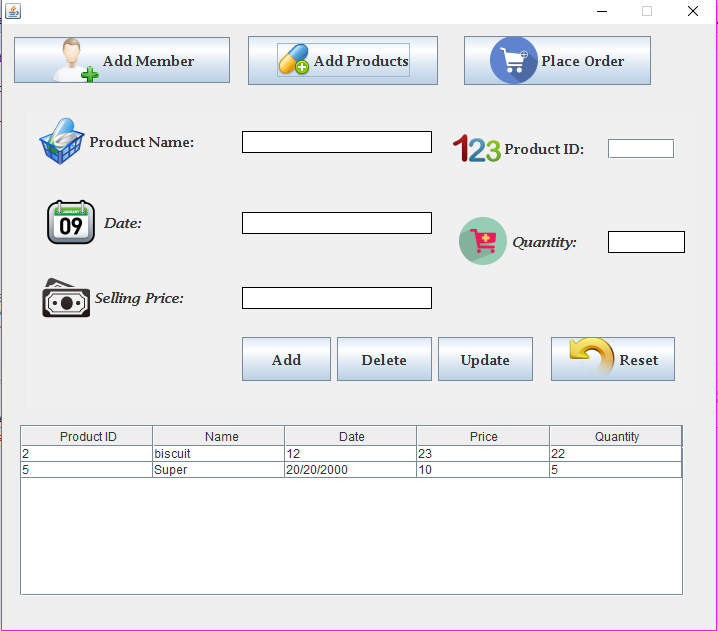 Add Member Add Products Place Order
Product Name: 123 Product ID:
JANUARY
09 Date:
Quantity:
Selling Price:
Add Delete Update Reset
Product ID Name Date Price Quantity
2 biscuit 12 23 22
5 Super 20/20/2000 10 5